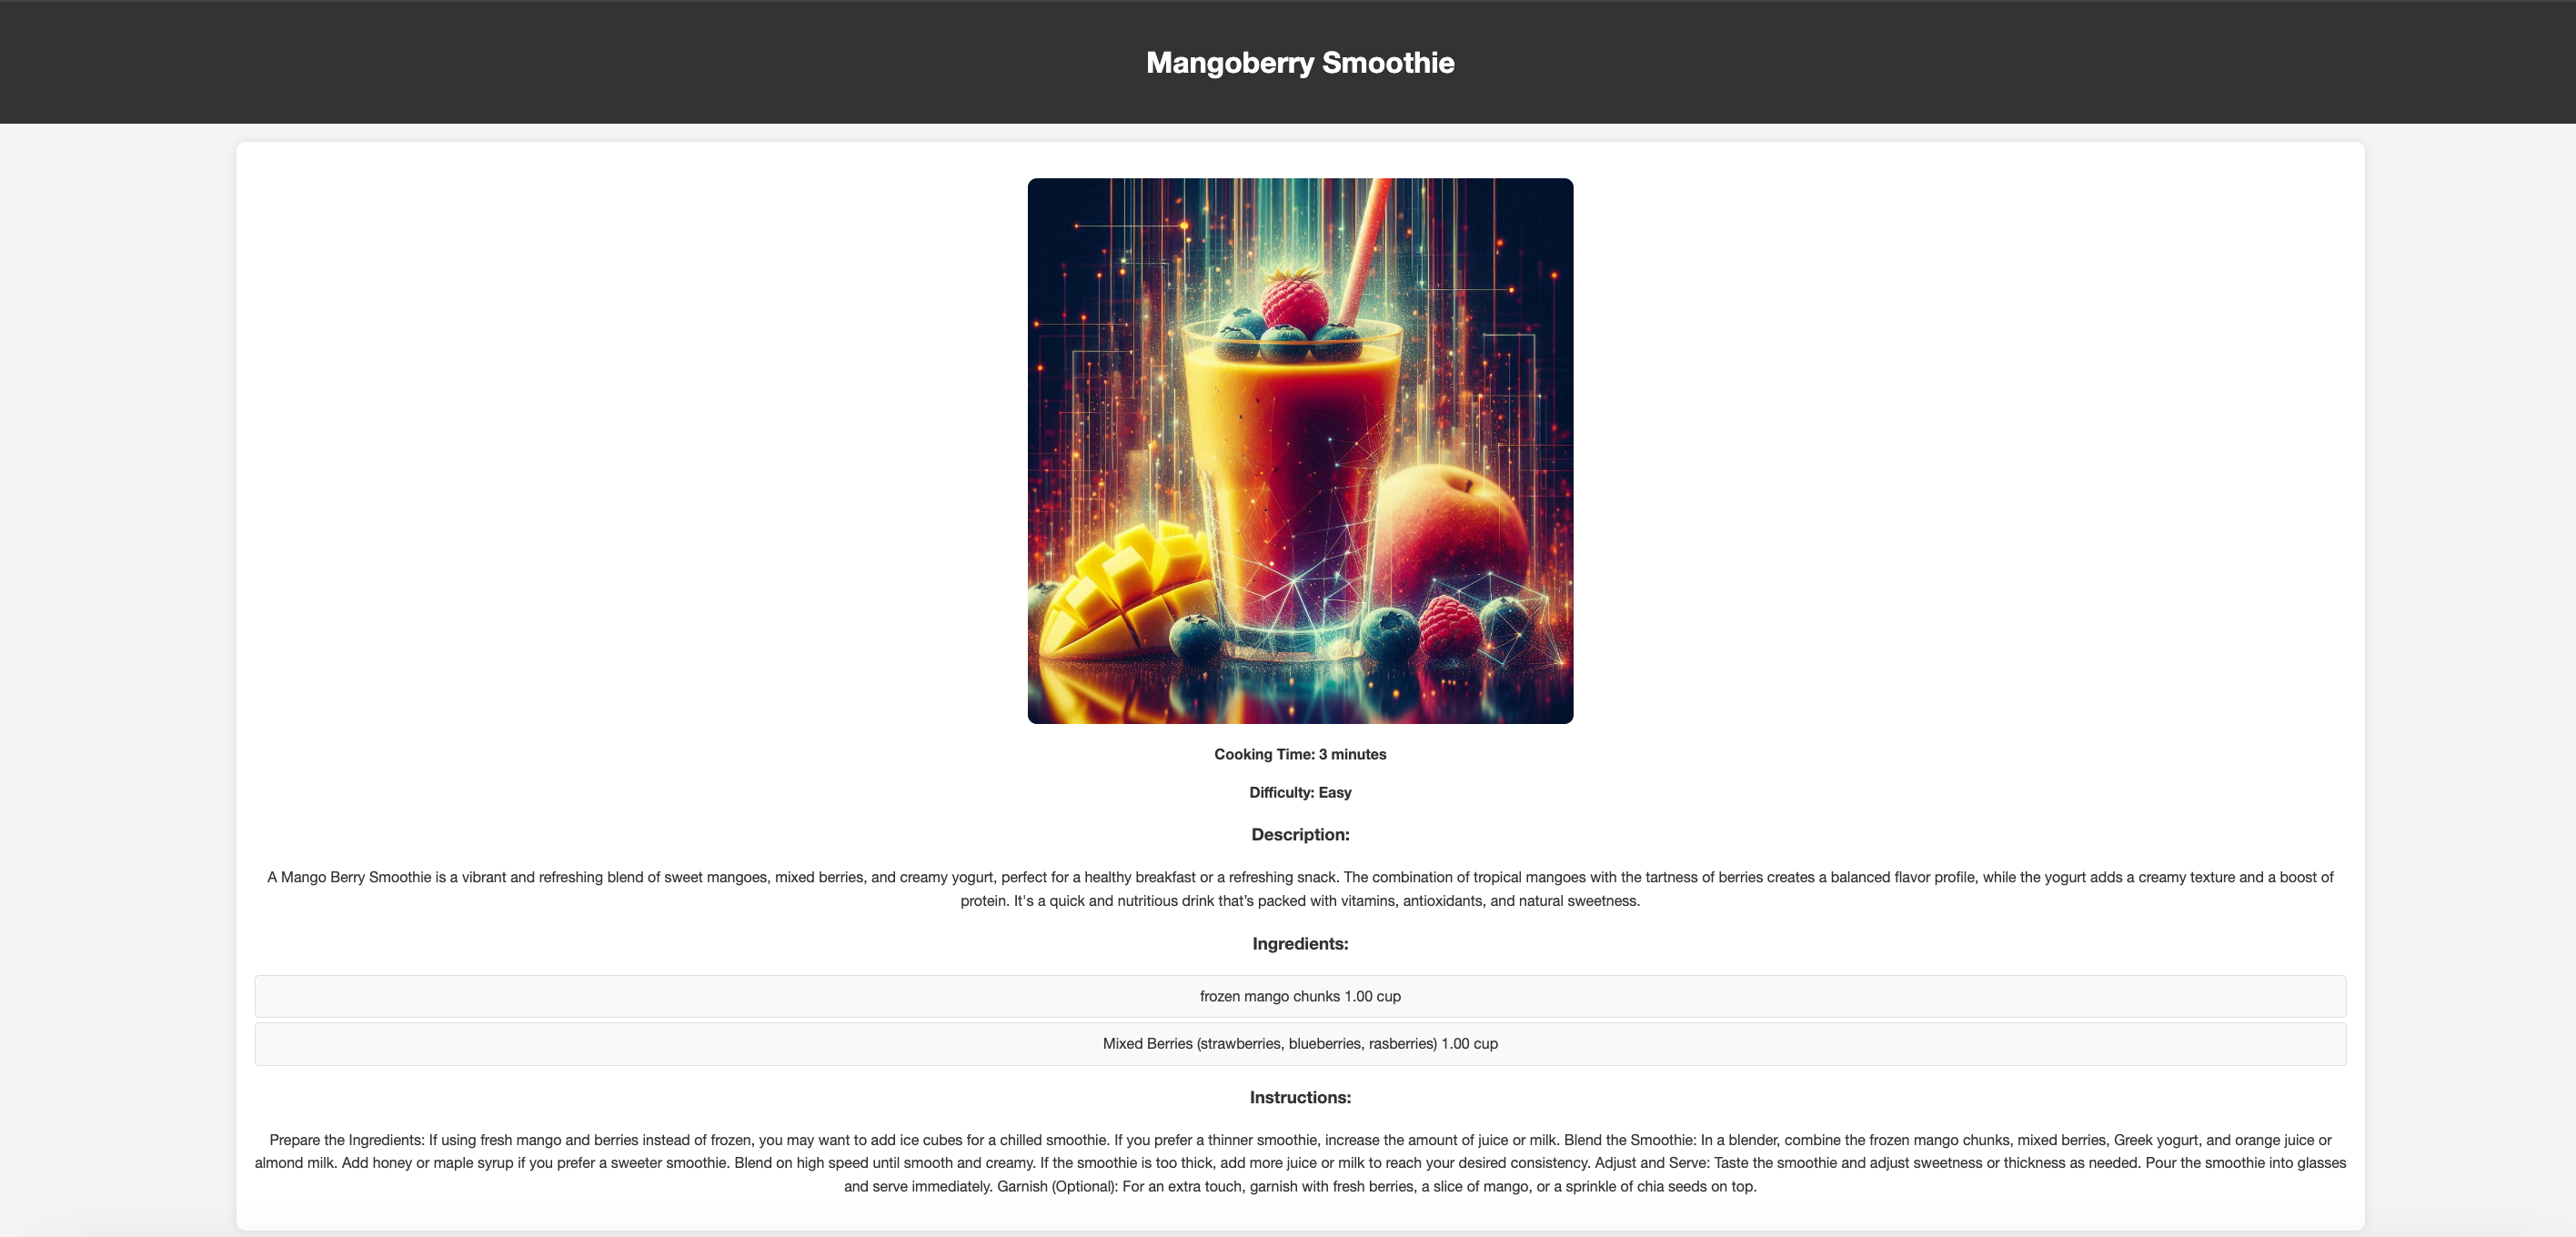 Mangoberry Smoothie
Cooking Time: 3 minutes
Difficulty: Easy
Description:
A Mango Berry Smoothie is a vibrant and refreshing blend of sweet mangoes, mixed berries, and creamy yogurt, perfect for a healthy breakfast or a refreshing snack. The combination of tropical mangoes with the tartness of berries creates a balanced flavor profile, while the yogurt adds a creamy texture and a boost of
protein. It's a quick and nutritious drink that’s packed with vitamins, antioxidants, and natural sweetness.
Ingredients:
frozen mango chunks 1.00 cup
Mixed Berries (strawberries, blueberries, rasberries) 1.00 cup
Instructions:
Prepare the Ingredients: If using fresh mango and berries instead of frozen, you may want to add ice cubes for a chilled smoothie. If you prefer a thinner smoothie, increase the amount of juice or milk. Blend the Smoothie: In a blender, combine the frozen mango chunks, mixed berries, Greek yogurt, and orange juice or
almond milk. Add honey or maple syrup if you prefer a sweeter smoothie. Blend on high speed until smooth and creamy. If the smoothie is too thick, add more juice or milk to reach your desired consistency. Adjust and Serve: Taste the smoothie and adjust sweetness or thickness as needed. Pour the smoothie into glasses
and serve immediately. Garnish (Optional): For an extra touch, garnish with fresh berries, a slice of mango, or a sprinkle of chia seeds on top.